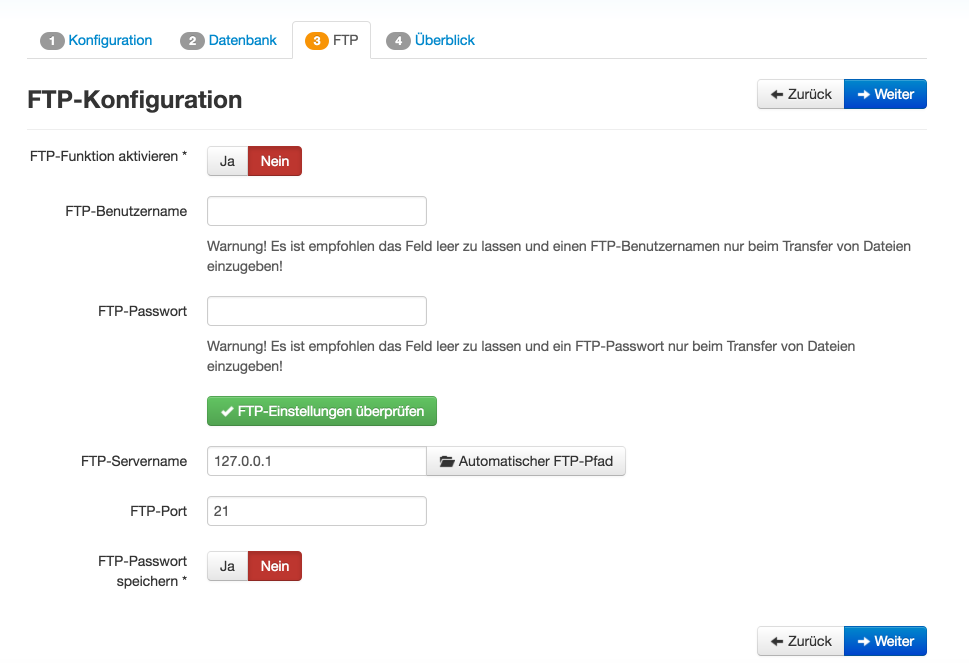 1 Konfiguration 2 Datenbank 3 FTP 4 Überblick
FTP-Konfiguration
Zurück Weiter
FTP-Funktion aktivieren * Ja Nein
FTP-Benutzername
Warnung! Es ist empfohlen das Feld leer zu lassen und einen FTP-Benutzernamen nur beim Transfer von Dateien
einzugeben!
FTP-Passwort
Warnung! Es ist empfohlen das Feld leer zu lassen und ein FTP-Passwort nur beim Transfer von Dateien
einzugeben!
FTP-Einstellungen überprüfen
FTP-Servername 127.0.0.1 Automatischer FTP-Pfad
FTP-Port 21
FTP-Passwort
speichern * Ja Nein
Zurück Weiter